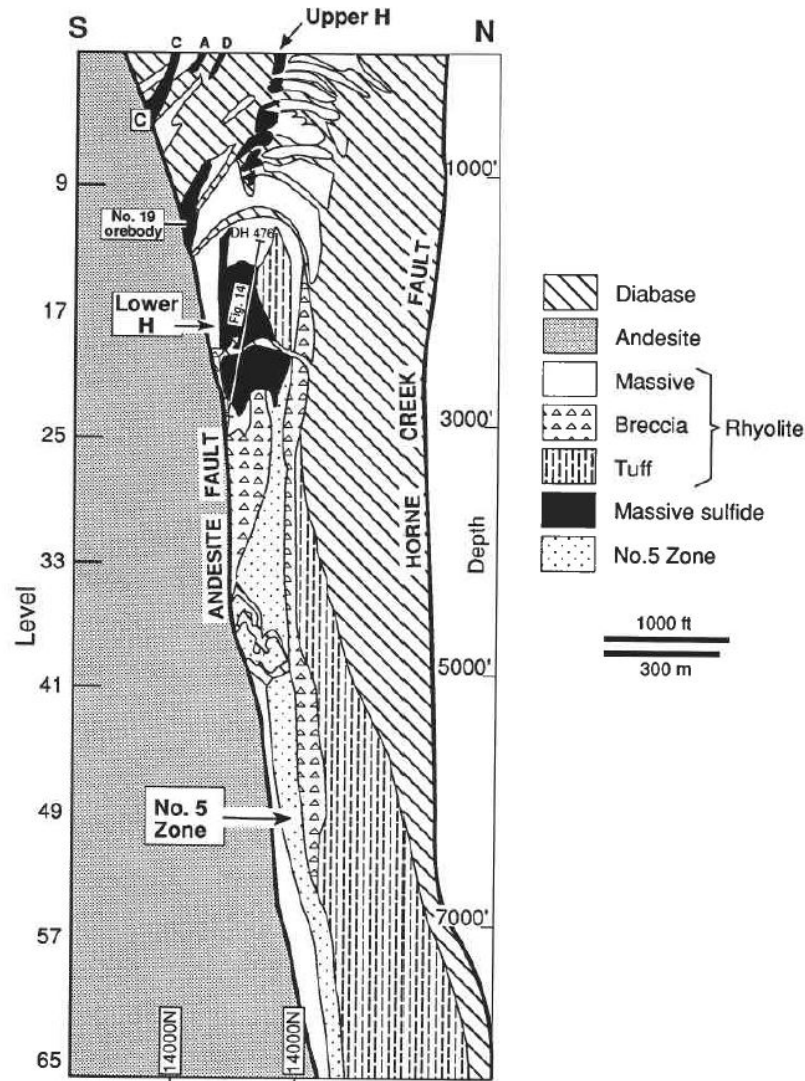 S
N
Upper H
C
A
D
C
9
1000'
No. 19
orebody
DH 476
17
Lower
H
Fig. 14
FAULT
CREEK
HORNE
25
3000'
FAULT
ANDESITE
33
Depth
Level
41
5000'
49
No. 5
Zone
57
7000'
65
14000N
14000N
Diabase
Andesite
Massive
Breccia
Rhyolite
Tuff
Massive sulfide
No.5 Zone
1000 ft
300 m